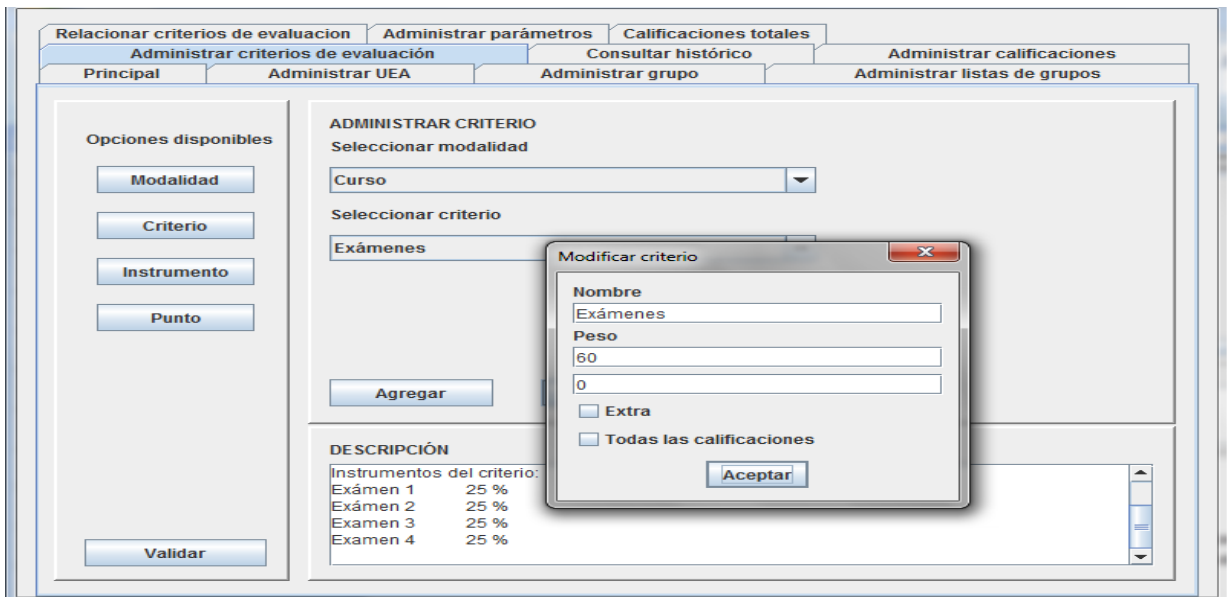 Relacionar criterios de evaluacion Administrar parámetros Calificaciones totales
Administrar criterios de evaluación Consultar histórico Administrar calificaciones
Principal Administrar UEA Administrar grupo Administrar listas de grupos
Opciones disponibles
Modalidad
Criterio
Instrumento
Punto
Validar
ADMINISTRAR CRITERIO
Seleccionar modalidad
Curso
Seleccionar criterio
Exámenes
Agregar
DESCRIPCIÓN
Instrumentos del criterio:
Exámen 1 25 %
Exámen 2 25 %
Examen 3 25 %
Examen 4 25 %
Modificar criterio
Nombre
Exámenes
Peso
60
0
Extra
Todas las calificaciones
Aceptar